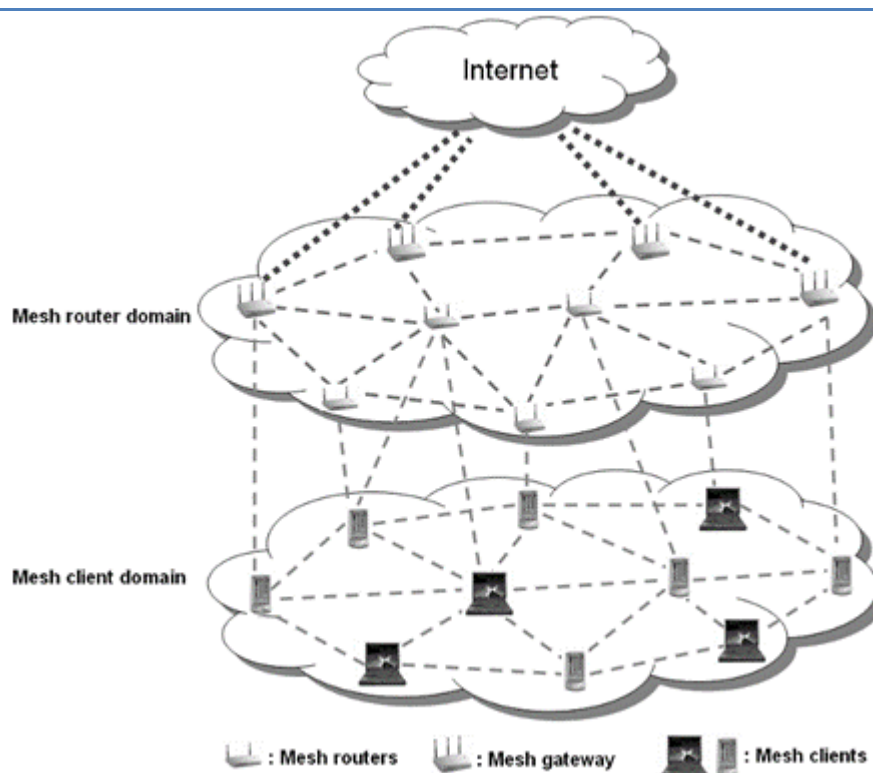 Internet
Mesh router domain
Mesh client domain
: Mesh routers
: Mesh gateway
: Mesh clients